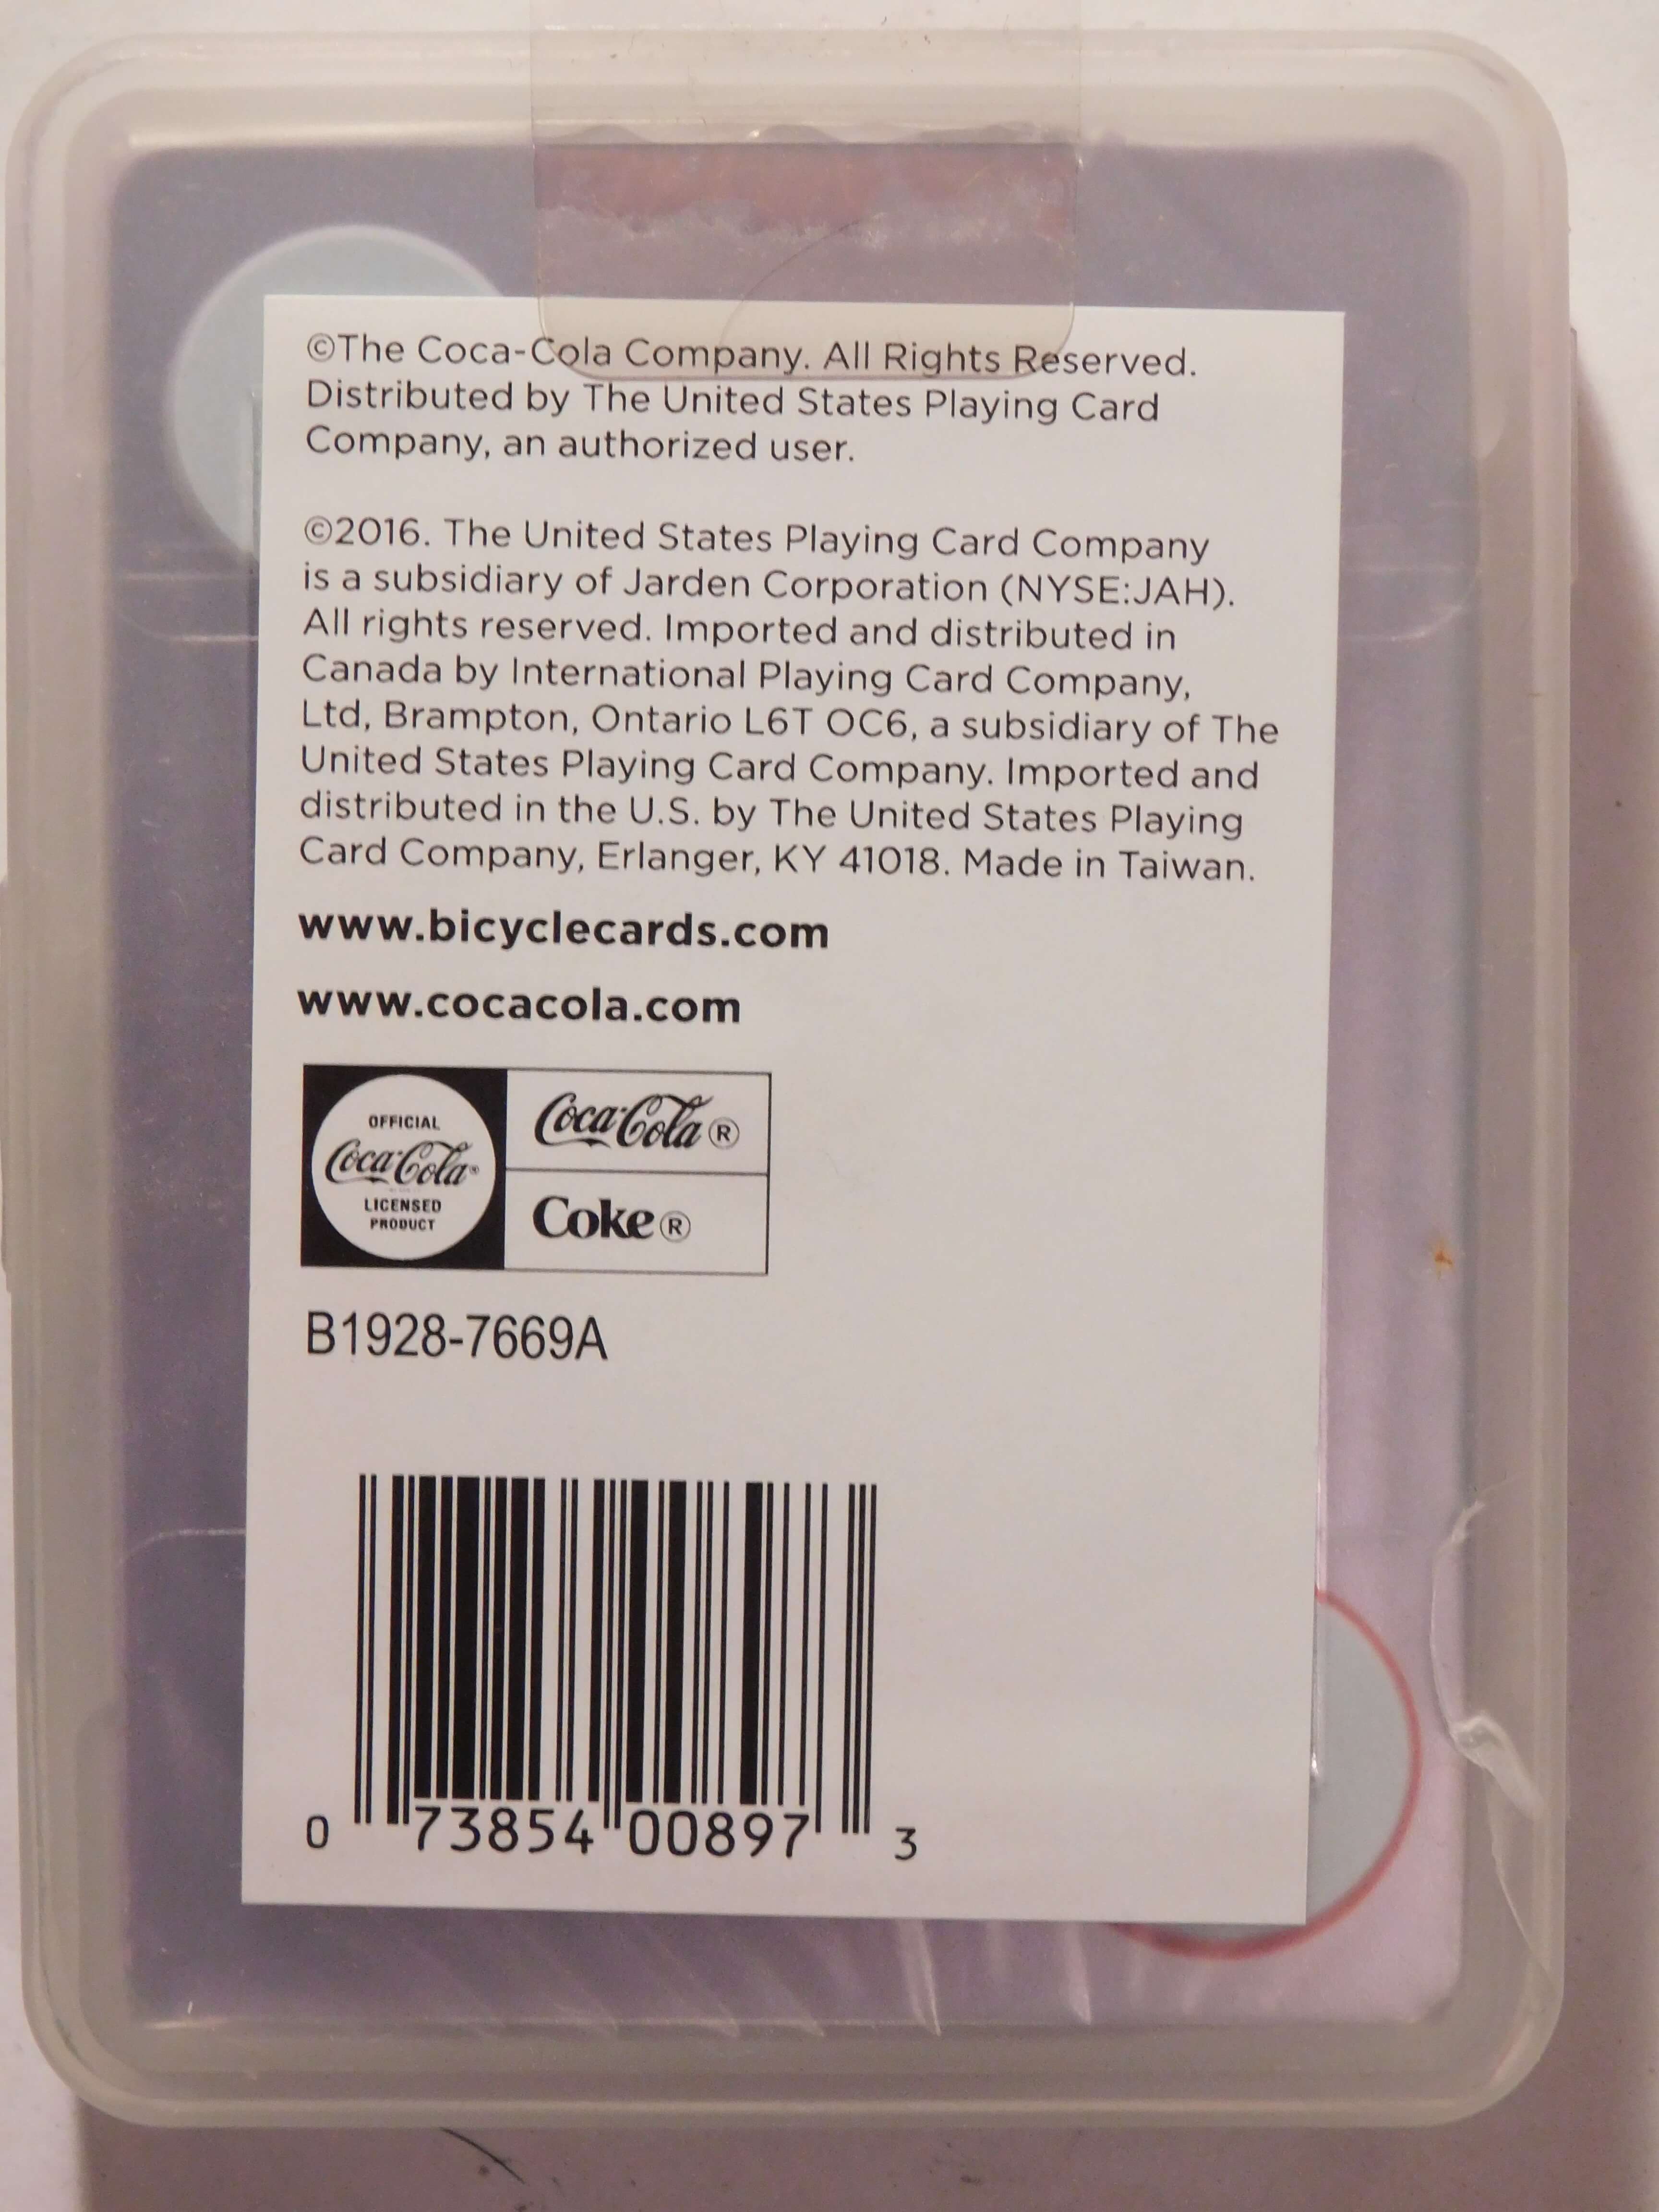 ©The Coca-Cola Company. All Rights Reserved.
Distributed by The United States Playing Card
Company, an authorized user.
©2016. The United States Playing Card Company
is a subsidiary of Jarden Corporation (NYSE:JAH).
All rights reserved. Imported and distributed in
Canada by International Playing Card Company,
Ltd, Brampton, Ontario L6T OC6, a subsidiary of The
United States Playing Card Company. Imported and
distributed in the U.S. by The United States Playing
Card Company, Erlanger, KY 41018. Made in Taiwan.
www.bicyclecards.com
www.cocacola.com
OFFICIAL
Coca-Cola®
LICENSED
PRODUCT
Coca-Cola®
Coke®
B1928-7669A
0 73854 00897 3